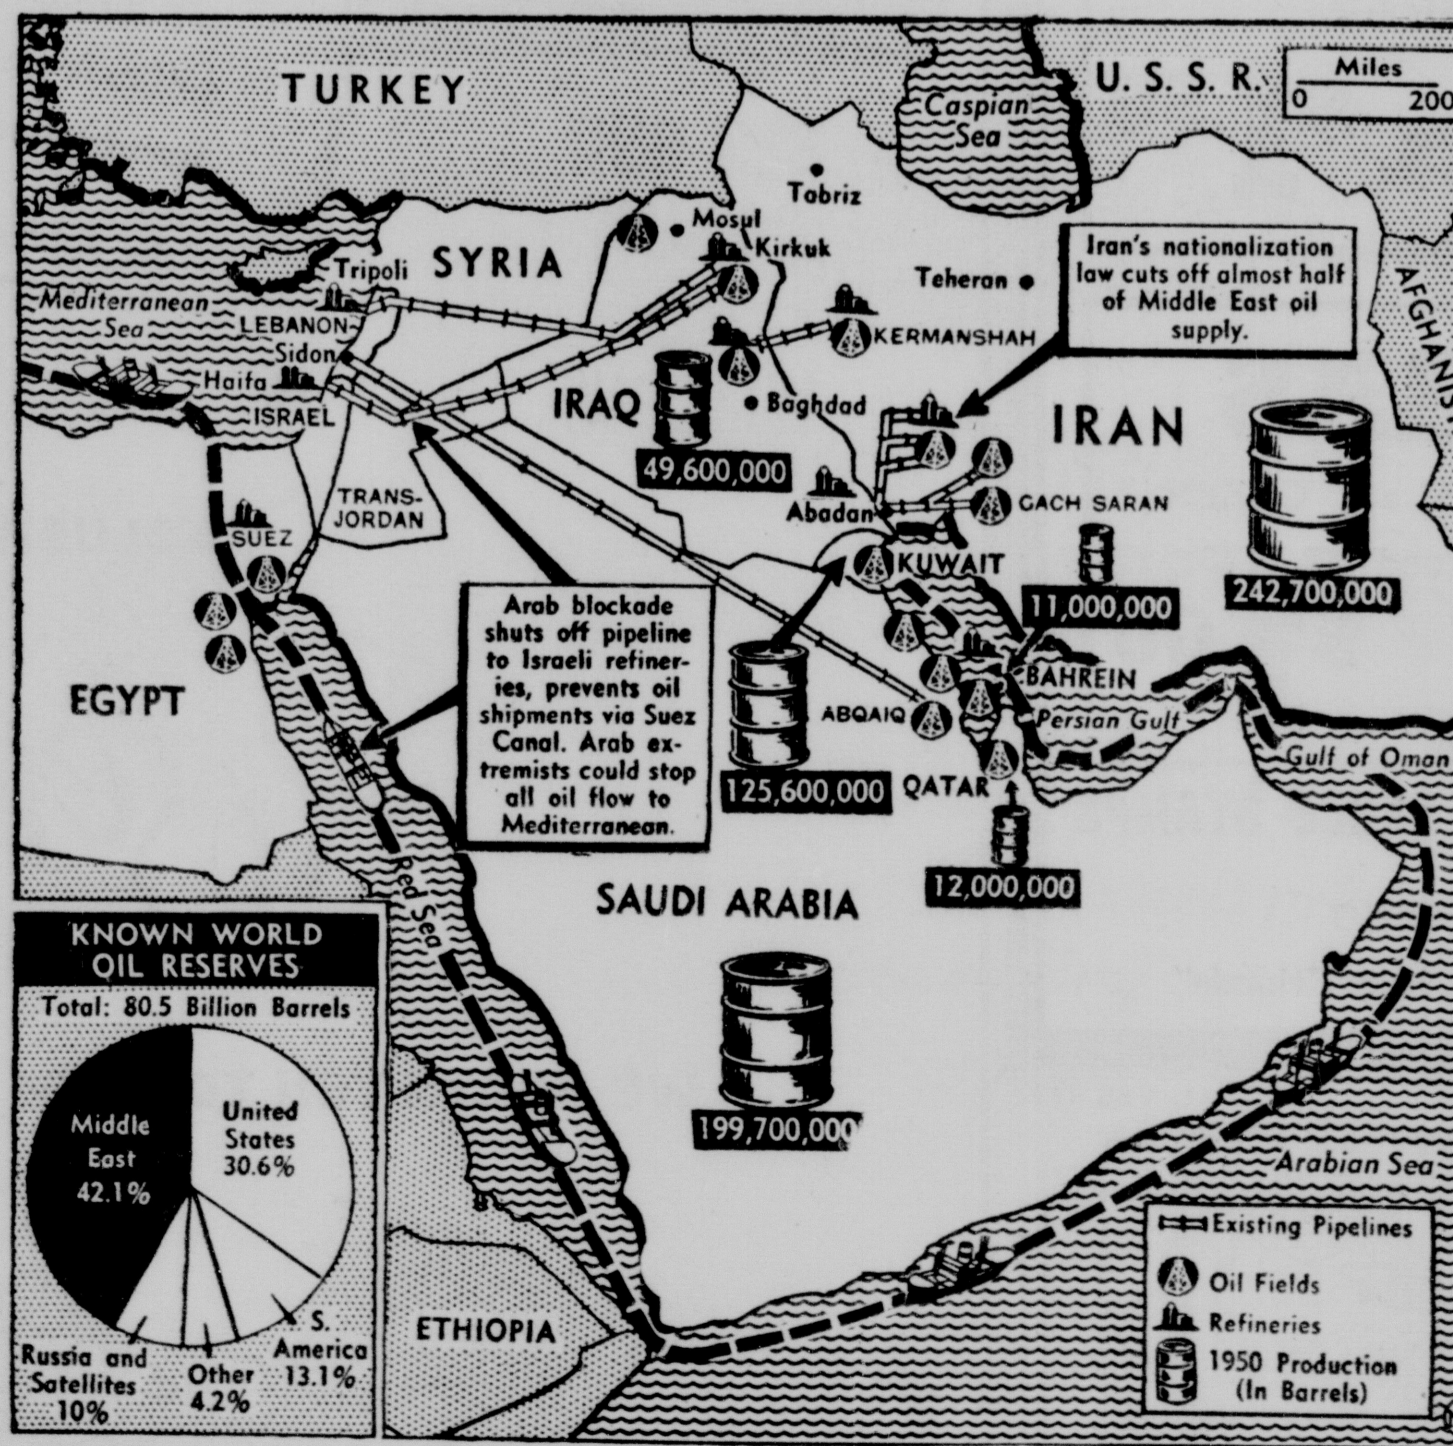 TURKEY
U. S. S. R.
Miles
0 200
Caspian
Sea
Tabriz
Mosul
Kirkuk
SYRIA
Tripoli
Teheran
Iran's nationalization
law cuts off almost half
of Middle East oil
supply.
Mediterranean
Sea
LEBANON
Sidon
Haifa
ISRAEL
KERMANSHAH
IRAQ
Baghdad
49,600,000
IRAN
242,700,000
TRANS-
JORDAN
SUEZ
Abadan
GACH SARAN
KUWAIT
11,000,000
Arab blockade
shuts off pipeline
to Israeli refiner-
ies, prevents oil
shipments via Suez
Canal. Arab ex-
tremists could stop
all oil flow to
Mediterranean.
EGYPT
ABQAIQ
BAHREIN
Persian Gulf
Gulf of Oman
125,600,000
QATAR
12,000,000
Red Sea
SAUDI ARABIA
199,700,000
KNOWN WORLD
OIL RESERVES
Total: 80.5 Billion Barrels
Middle
East
42.1%
United
States
30.6%
S.
America
13.1%
Other
4.2%
Russia and
Satellites
10%
ETHIOPIA
Arabian Sea
Existing Pipelines
Oil Fields
Refineries
1950 Production
(In Barrels)